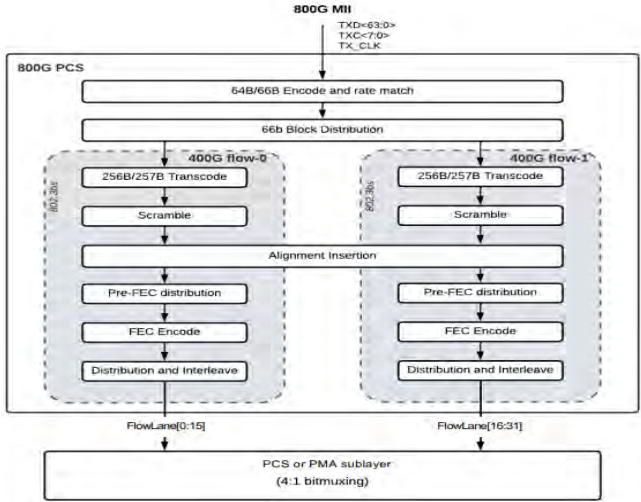 800G MII
TXD<63:0>
TXC<7:0>
TX_CLK
800G PCS
64B/66B Encode and rate match
66b Block Distribution
400G flow-0
802.3bs
256B/257B Transcode
Scramble
400G flow-1
802.3bs
256B/257B Transcode
Scramble
Alignment Insertion
Pre-FEC distribution
FEC Encode
Distribution and Interleave
Pre-FEC distribution
FEC Encode
Distribution and Interleave
FlowLane[0:15]
FlowLane[16:31]
PCS or PMA sublayer
(4:1 bitmuxing)